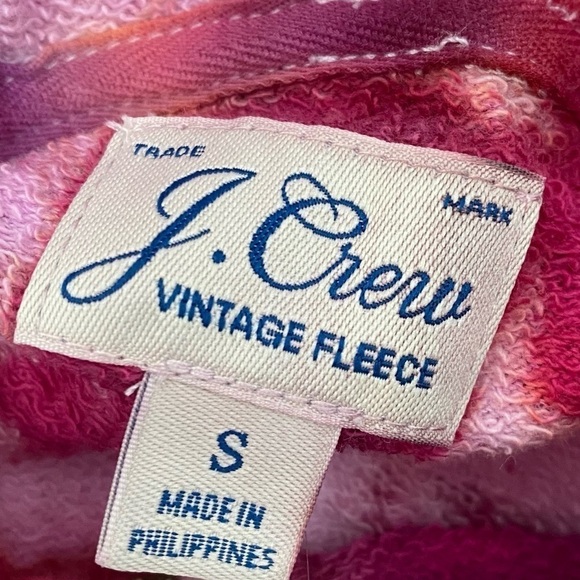 TRADE MARK
J. Crew
VINTAGE FLEECE
S
MADE IN
PHILIPPINES